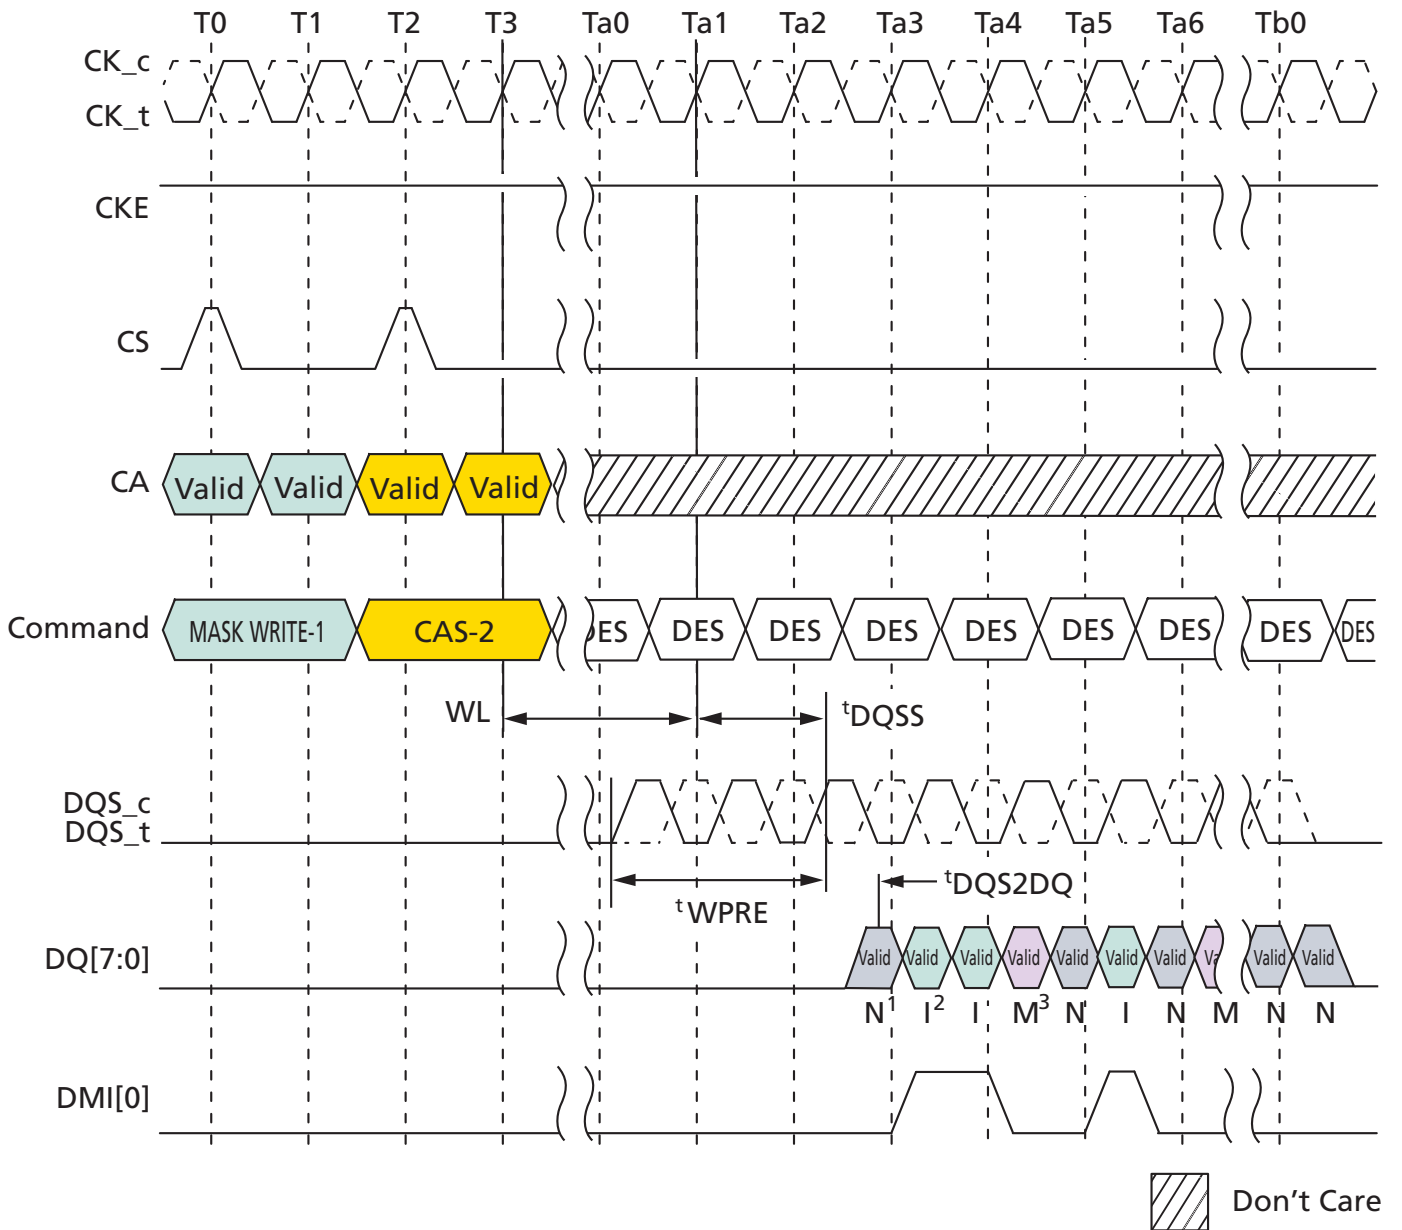 T0 T1 T2 T3 Ta0 Ta1 Ta2 Ta3 Ta4 Ta5 Ta6 Tb0
CK_c
CK_t
CKE
CS
CA Valid Valid Valid Valid
Command MASK WRITE-1 CAS-2 DES DES DES DES DES DES DES DES DES
WL tDQSS
DQS_c
DQS_t
tDQS2DQ
tWPRE
DQ[7:0] Valid Valid Valid Valid Valid Valid Valid Va Valid Valid
N1 I2 I M3 N I N M N N
DMI[0]
Don't Care